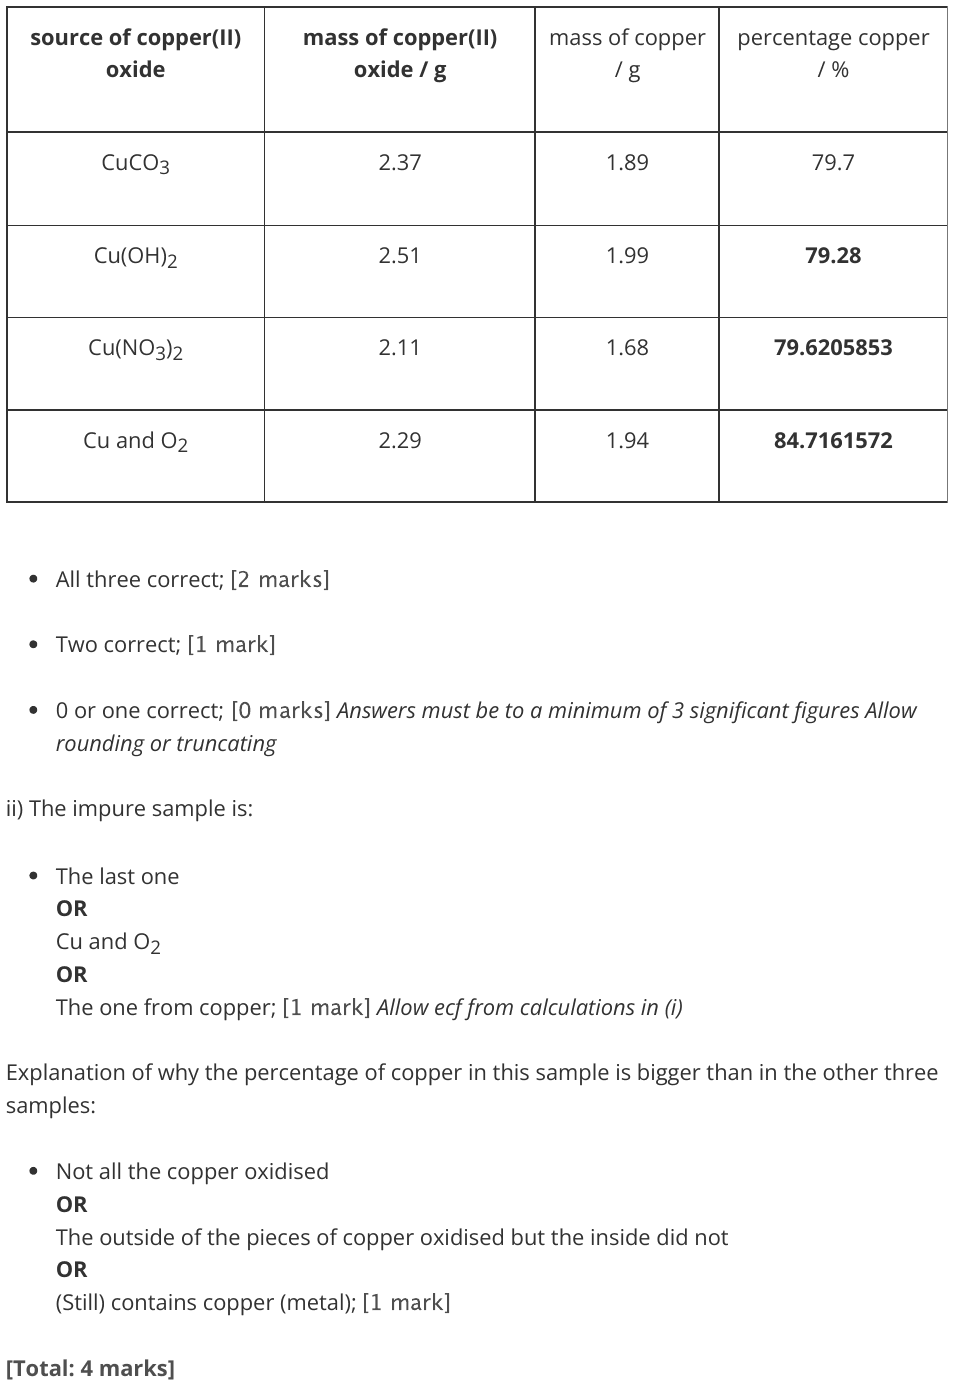 source of copper(II) oxide	mass of copper(II) oxide / g	mass of copper / g	percentage copper / %
CuCO3	2.37	1.89	79.7
Cu(OH)2	2.51	1.99	79.28
Cu(NO3)2	2.11	1.68	79.6205853
Cu and O2	2.29	1.94	84.7161572
• All three correct; [2 marks]
• Two correct; [1 mark]
• 0 or one correct; [0 marks] Answers must be to a minimum of 3 significant figures Allow
rounding or truncating
ii) The impure sample is:
• The last one
OR
Cu and O2
OR
The one from copper; [1 mark] Allow ecf from calculations in (i)
Explanation of why the percentage of copper in this sample is bigger than in the other three
samples:
• Not all the copper oxidised
OR
The outside of the pieces of copper oxidised but the inside did not
OR
(Still) contains copper (metal); [1 mark]
[Total: 4 marks]